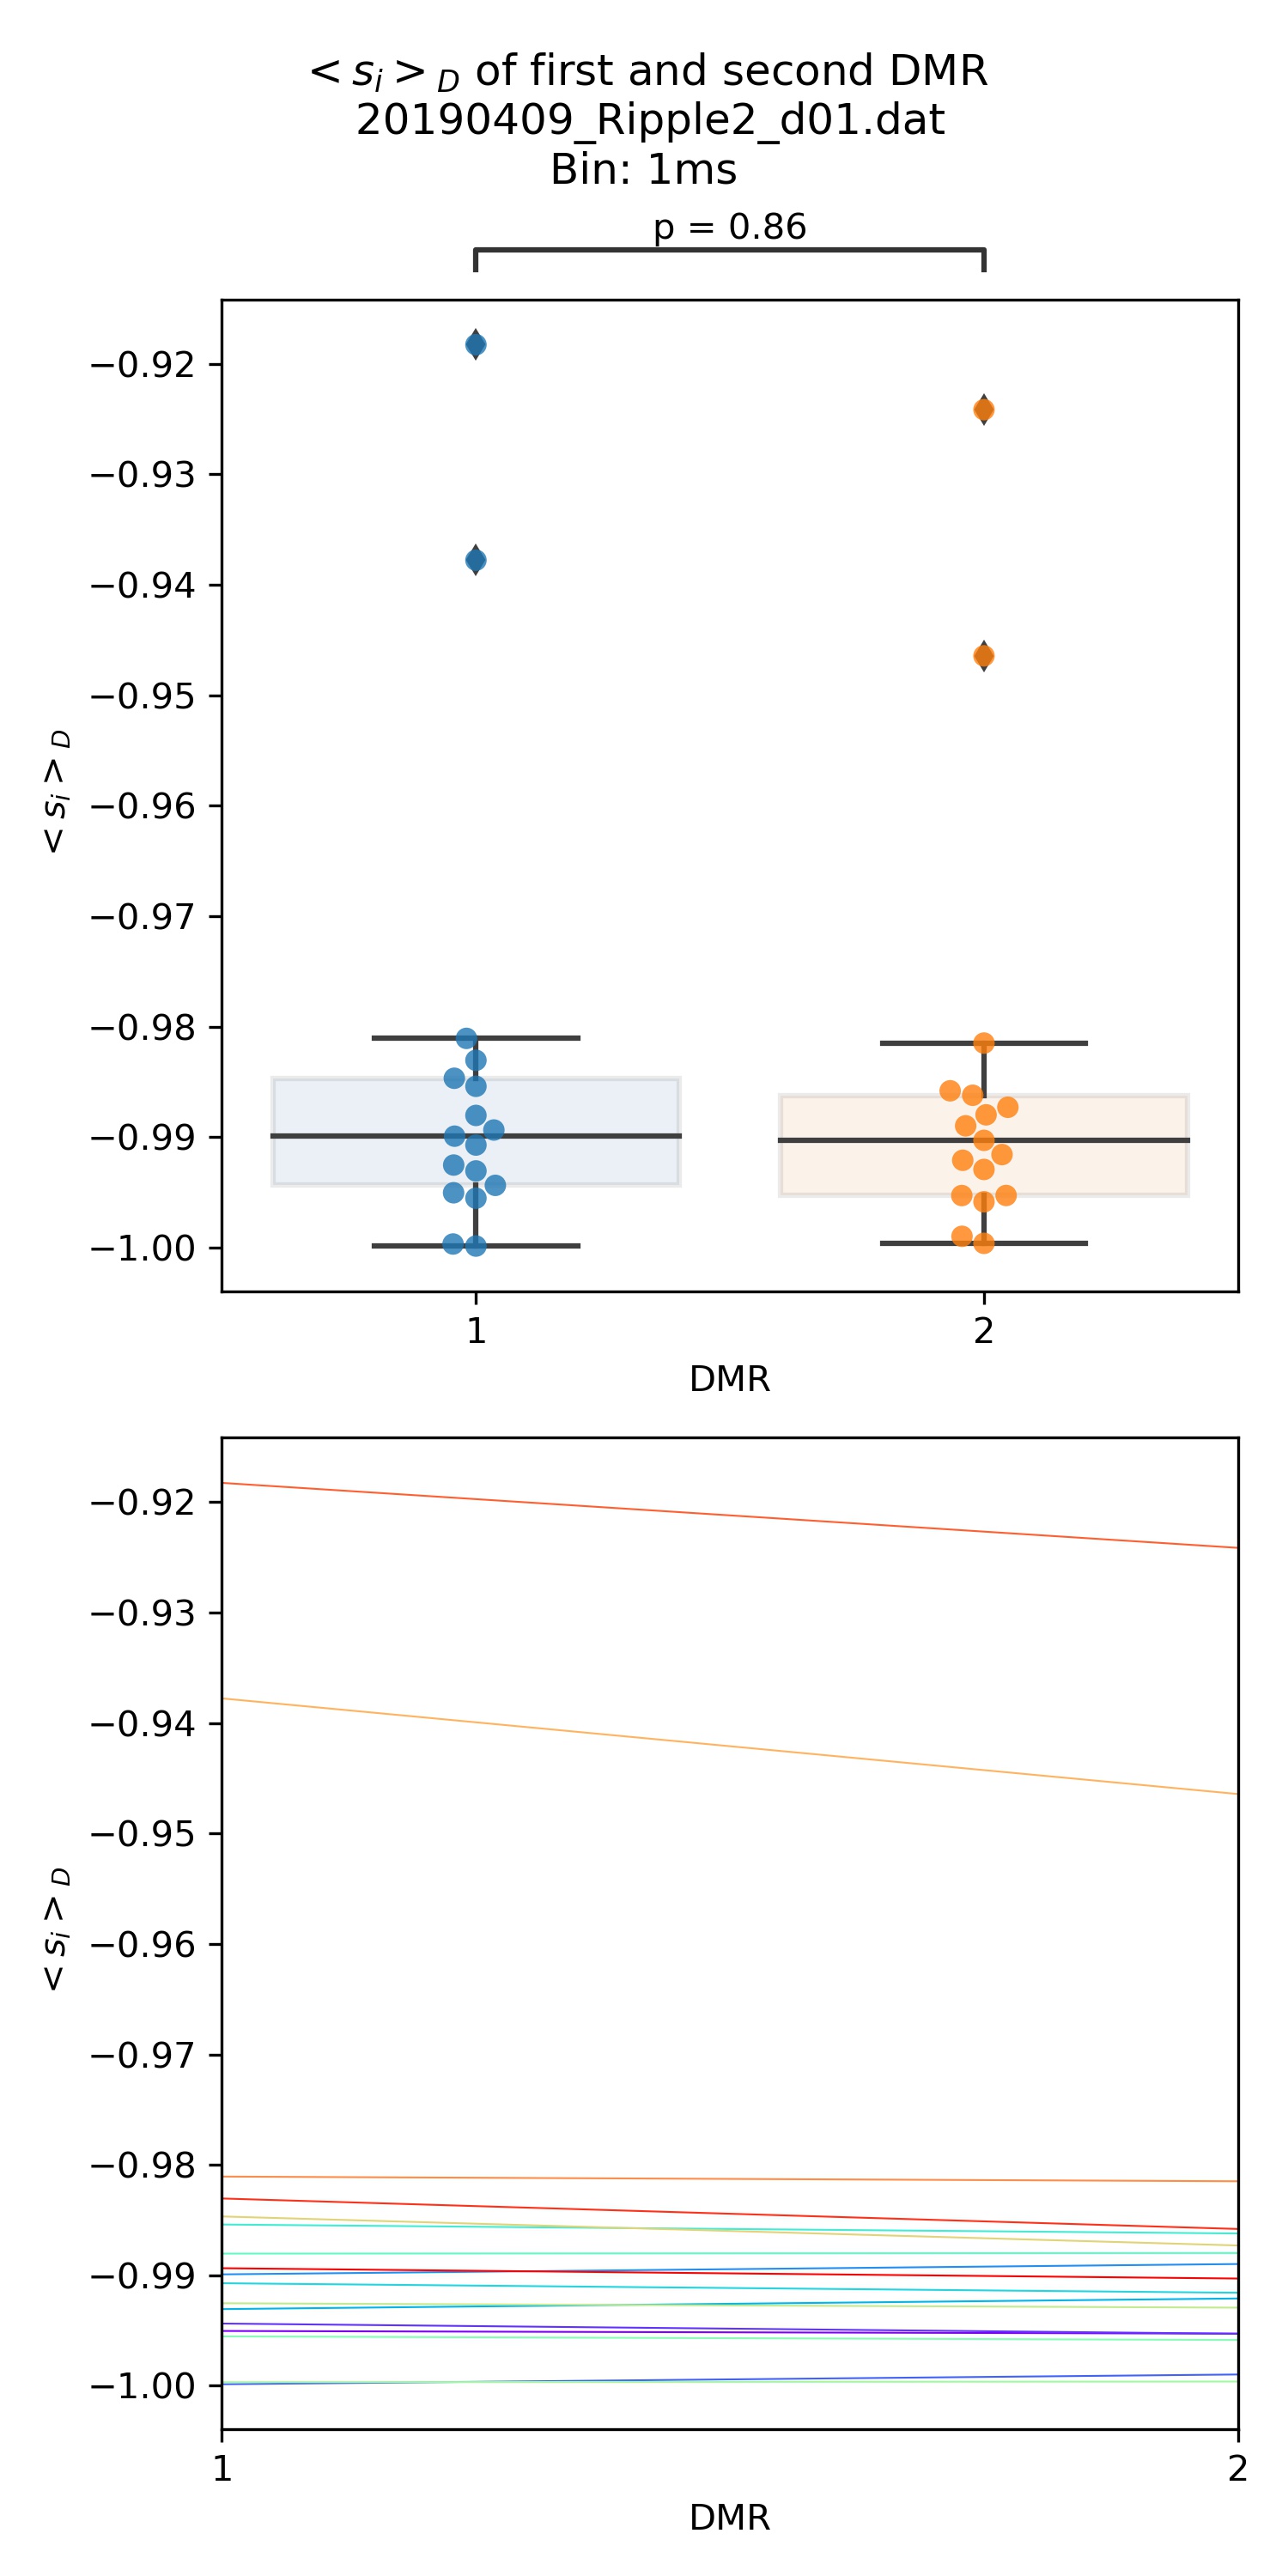 < s_i >_D of first and second DMR
20190409_Ripple2_d01.dat
Bin: 1ms
p = 0.86
−0.92
−0.93
−0.94
−0.95
−0.96
−0.97
−0.98
−0.99
−1.00
< s_i >_D
1 2
DMR
−0.92
−0.93
−0.94
−0.95
−0.96
−0.97
−0.98
−0.99
−1.00
< s_i >_D
1 2
DMR